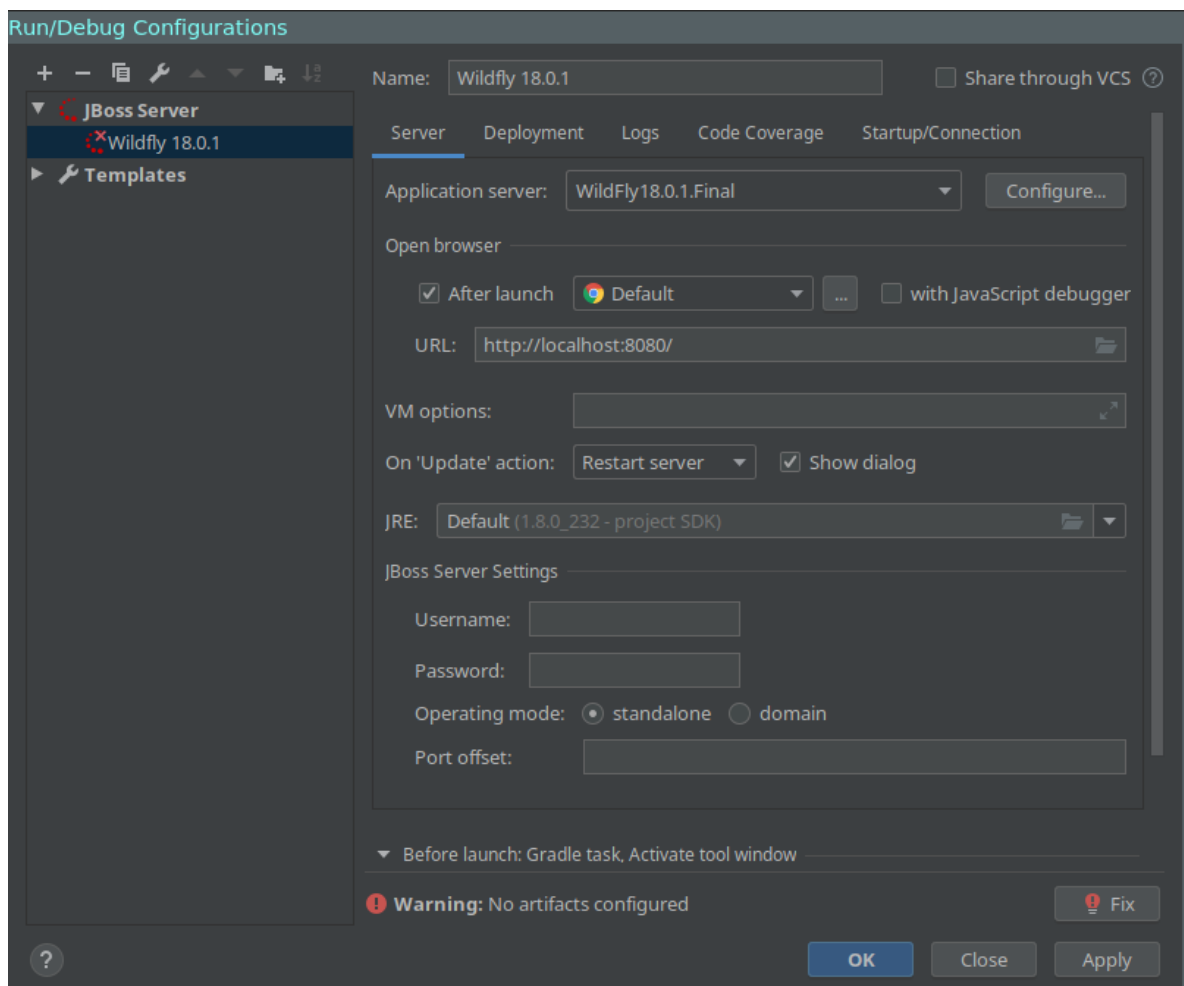 Run/Debug Configurations
Name: Wildfly 18.0.1 Share through VCS ?
JBoss Server
Wildfly 18.0.1
Templates
Server Deployment Logs Code Coverage Startup/Connection
Application server: WildFly18.0.1.Final Configure...
Open browser
After launch Default ... with JavaScript debugger
URL: http://localhost:8080/
VM options:
On 'Update' action: Restart server Show dialog
JRE: Default (1.8.0_232 - project SDK)
JBoss Server Settings
Username:
Password:
Operating mode: standalone domain
Port offset:
Before launch: Gradle task, Activate tool window
Warning: No artifacts configured Fix
? OK Close Apply